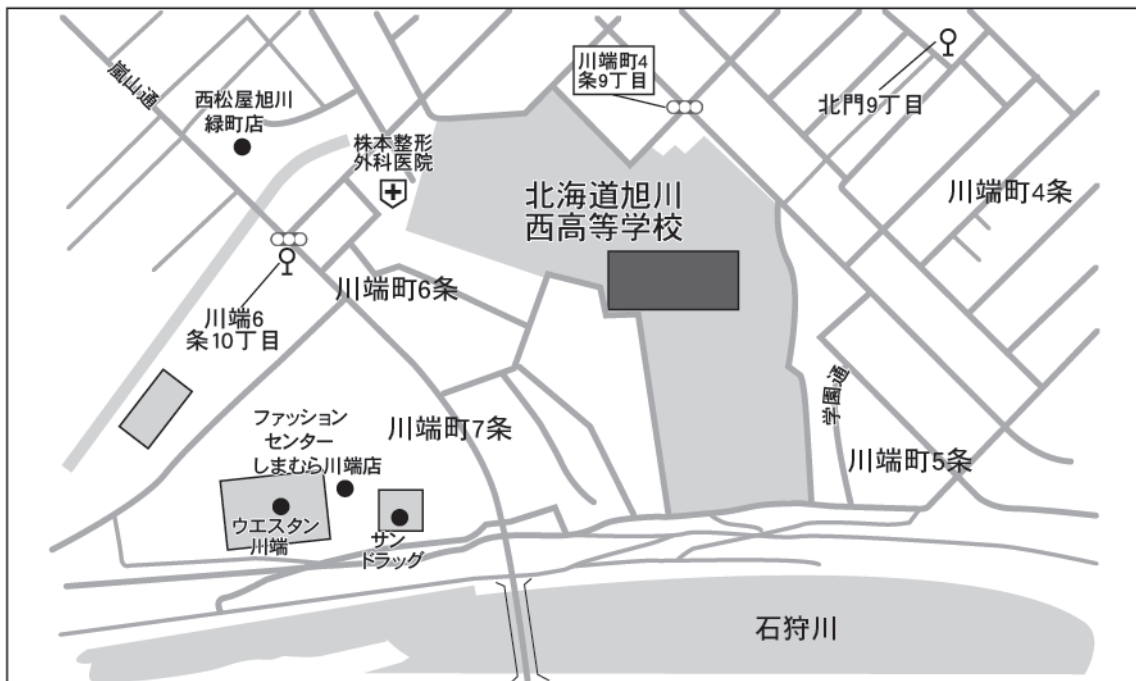 嵐山通
西松屋旭川
緑町店
株本整形
外科医院
川端町4
条9丁目
北門9丁目
川端町4条
北海道旭川
西高等学校
川端町6条
川端6
条10丁目
学園通
ファッション
センター
しまむら川端店
川端町7条
川端町5条
ウエスタン
川端
サン
ドラッグ
石狩川